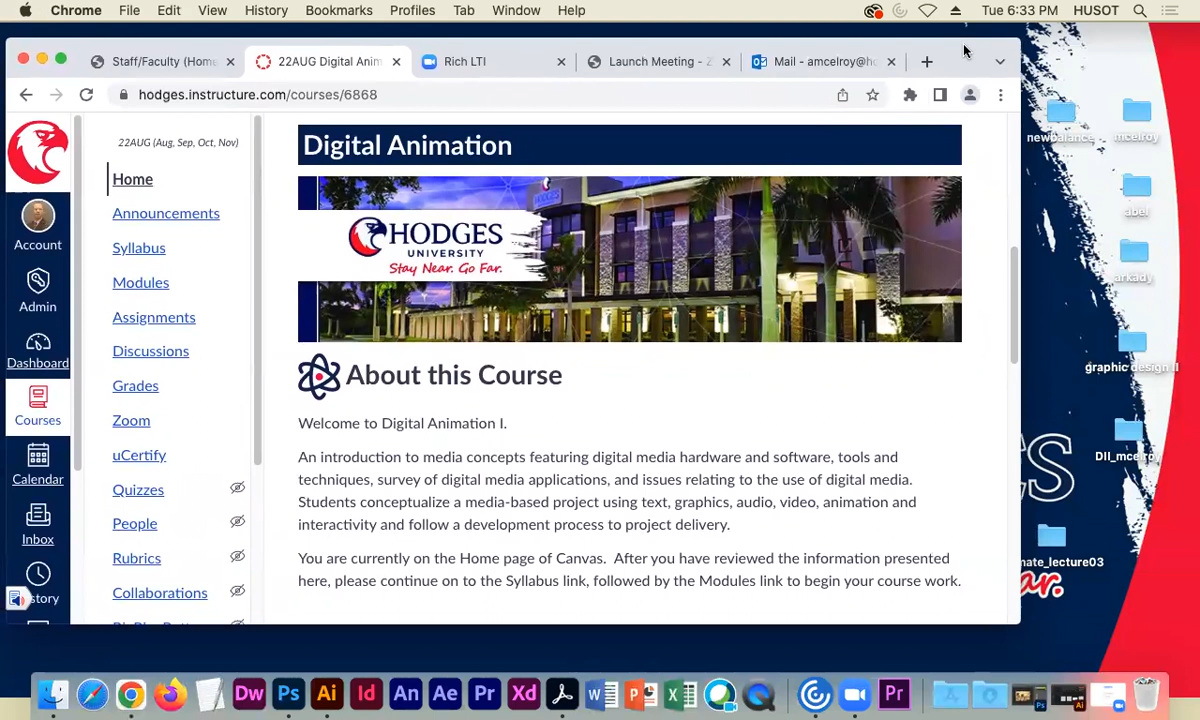 Chrome File Edit View History Bookmarks Profiles Tab Window Help Tue 6:33 PM HUSOT
Staff/Faculty (Home 22AUG Digital Anim Rich LTI Launch Meeting - Z Mail - amcelroy@ho
hodges.instructure.com/courses/6868
22AUG (Aug, Sep, Oct, Nov)
Home
Announcements
Syllabus
Modules
Assignments
Discussions
Grades
Zoom
uCertify
Quizzes
People
Rubrics
Collaborations
Account
Admin
Dashboard
Courses
Calendar
Inbox
story
Digital Animation
HODGES
HODGES
UNIVERSITY
Stay Near. Go Far.
About this Course
Welcome to Digital Animation I.
An introduction to media concepts featuring digital media hardware and software, tools and
techniques, survey of digital media applications, and issues relating to the use of digital media.
Students conceptualize a media-based project using text, graphics, audio, video, animation and
interactivity and follow a development process to project delivery.
You are currently on the Home page of Canvas. After you have reviewed the information presented
here, please continue on to the Syllabus link, followed by the Modules link to begin your course work.
newbalance
mcelroy
abel
arkady
graphic design II
DII_mcelroy
mate_lecture03
ar.
Dw Ps Ai Id An Ae Pr Xd W P X Pr